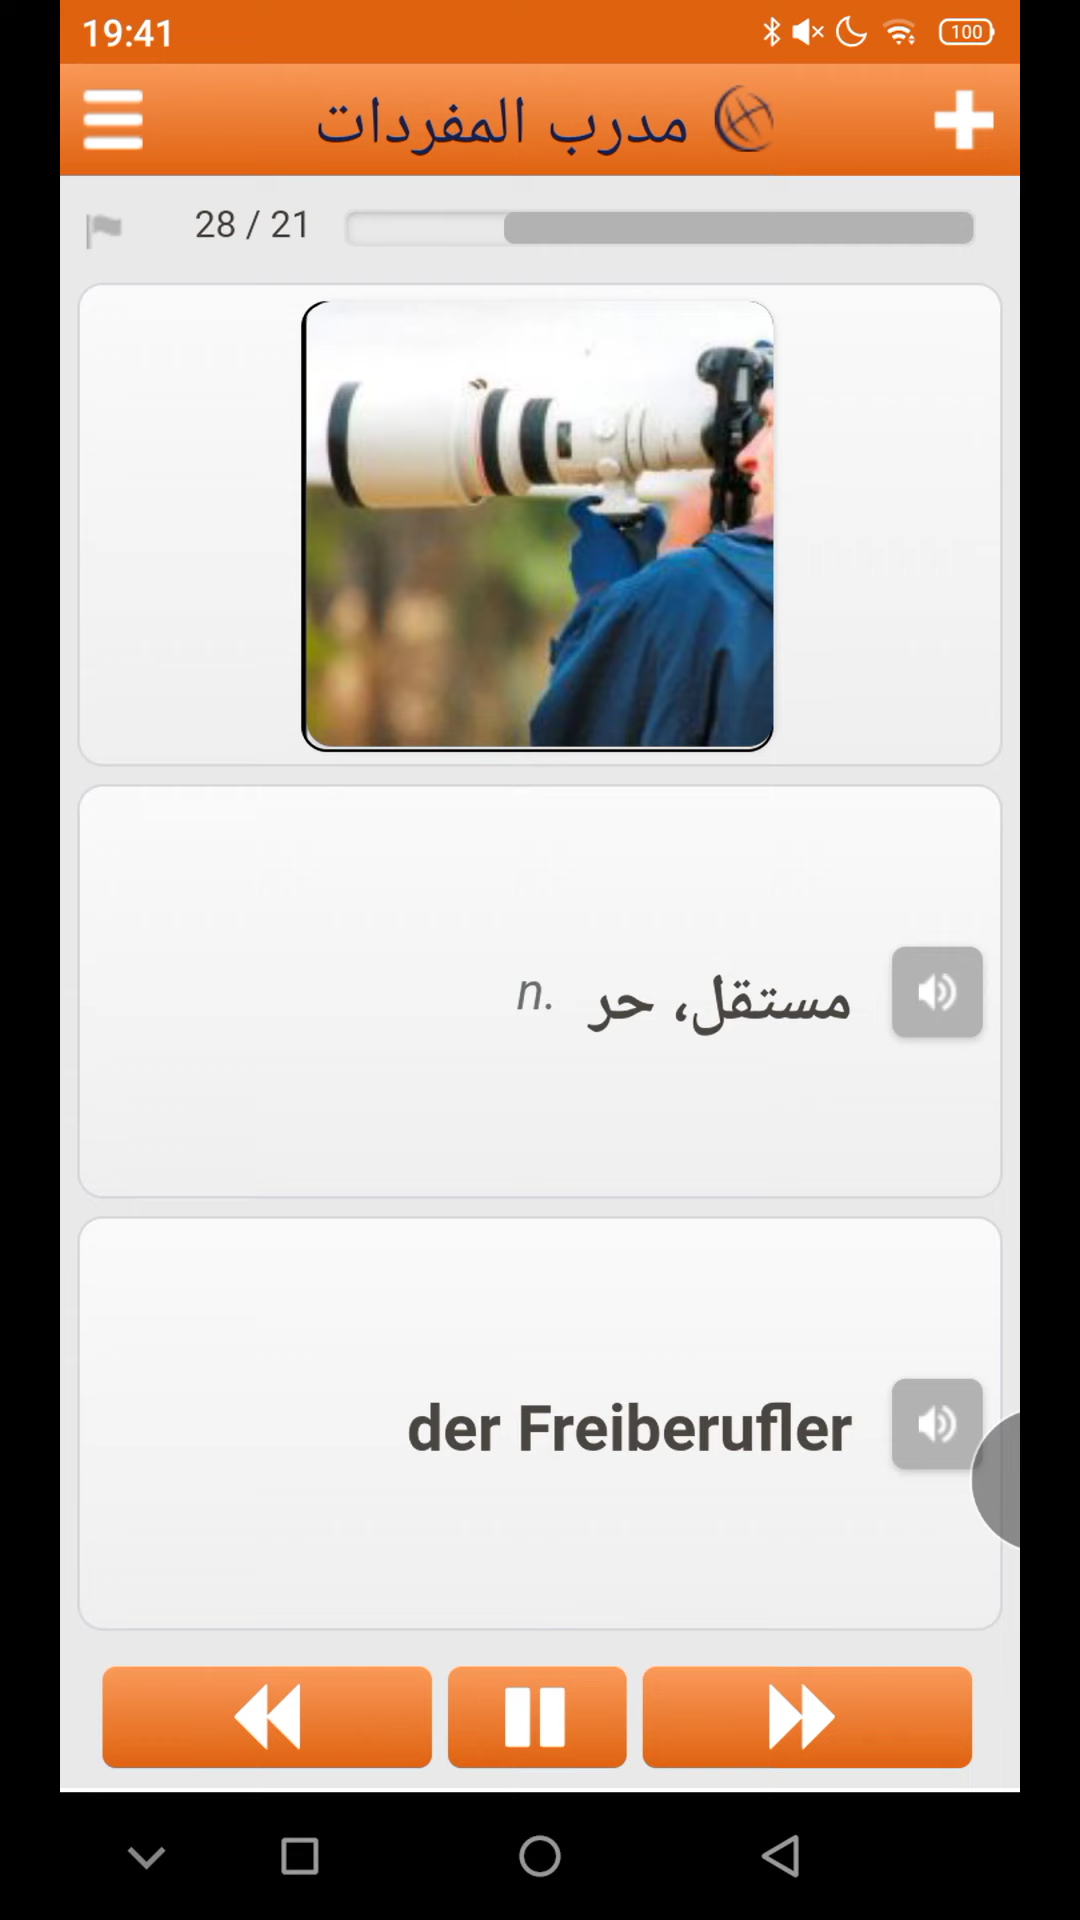 19:41
100
مدرب المفردات
28 / 21
مستقل، حر n.
der Freiberufler